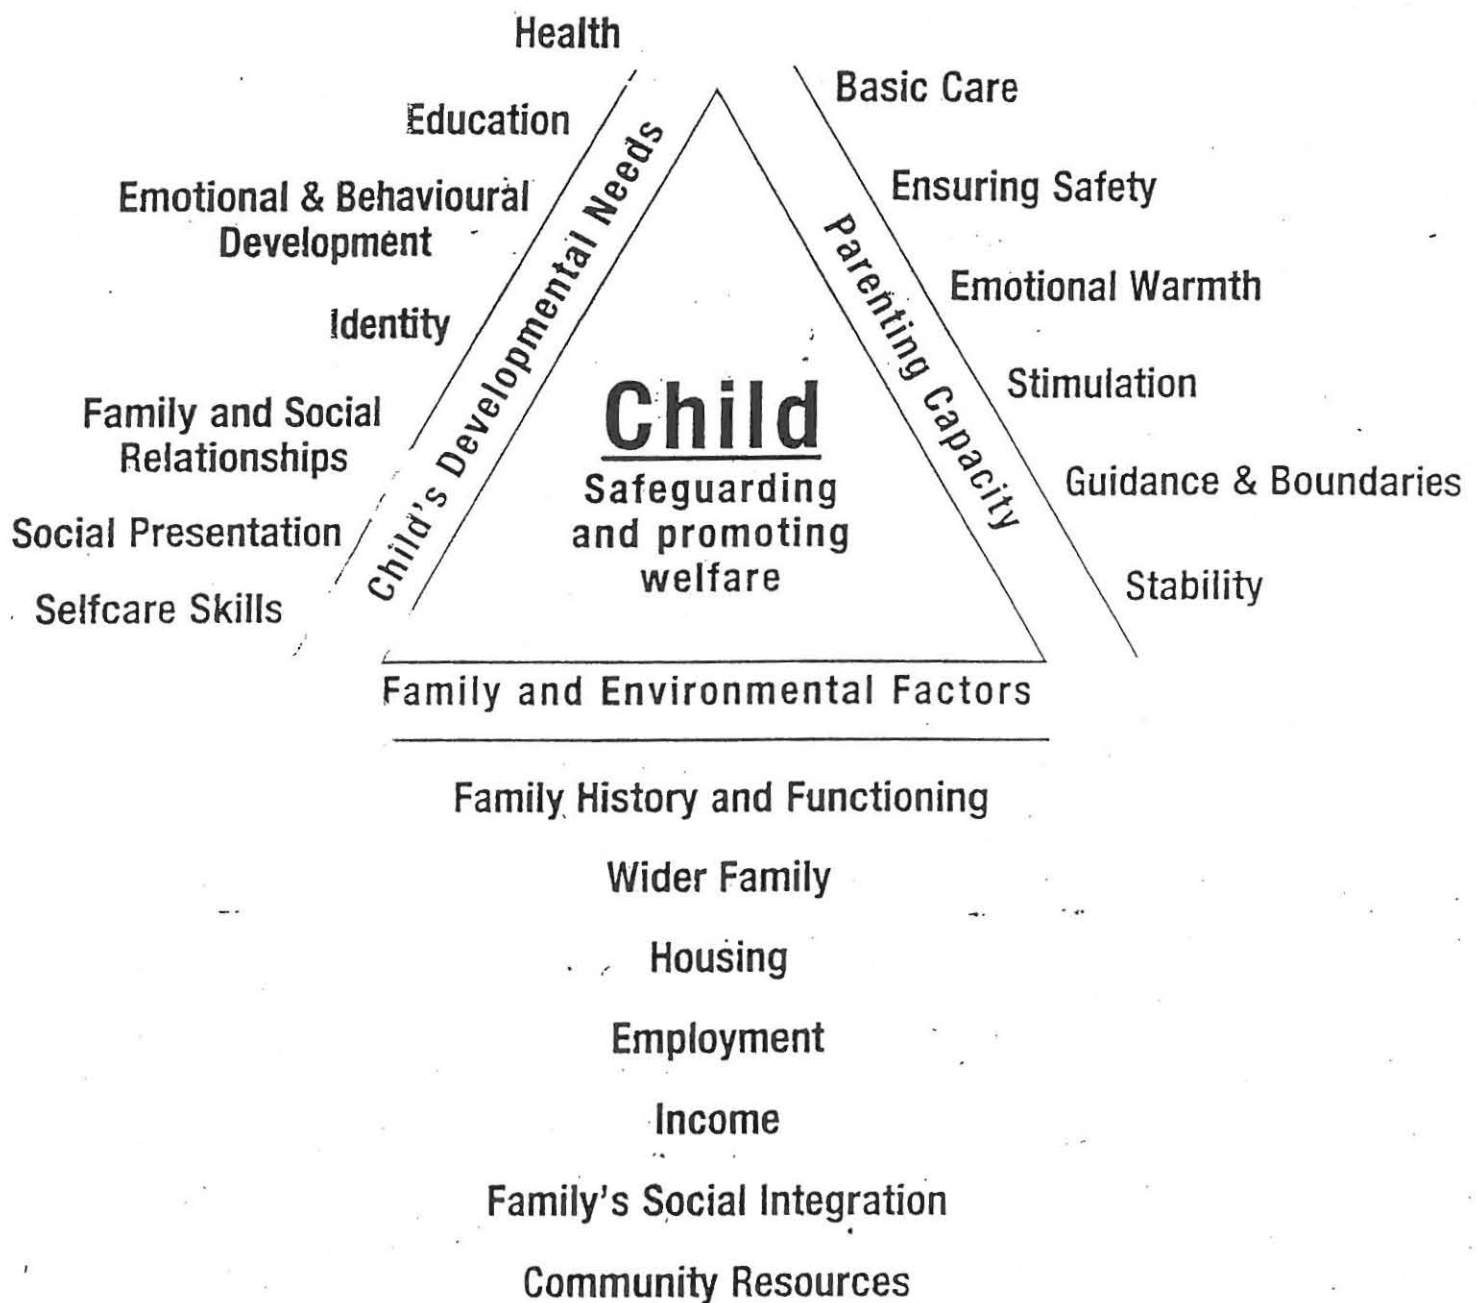 Health
Education
Emotional & Behavioural
Development
Identity
Family and Social
Relationships
Social Presentation
Selfcare Skills
Child's Developmental Needs
Child
Safeguarding
and promoting
welfare
Parenting Capacity
Basic Care
Ensuring Safety
Emotional Warmth
Stimulation
Guidance & Boundaries
Stability
Family and Environmental Factors
Family History and Functioning
Wider Family
Housing
Employment
Income
Family's Social Integration
Community Resources